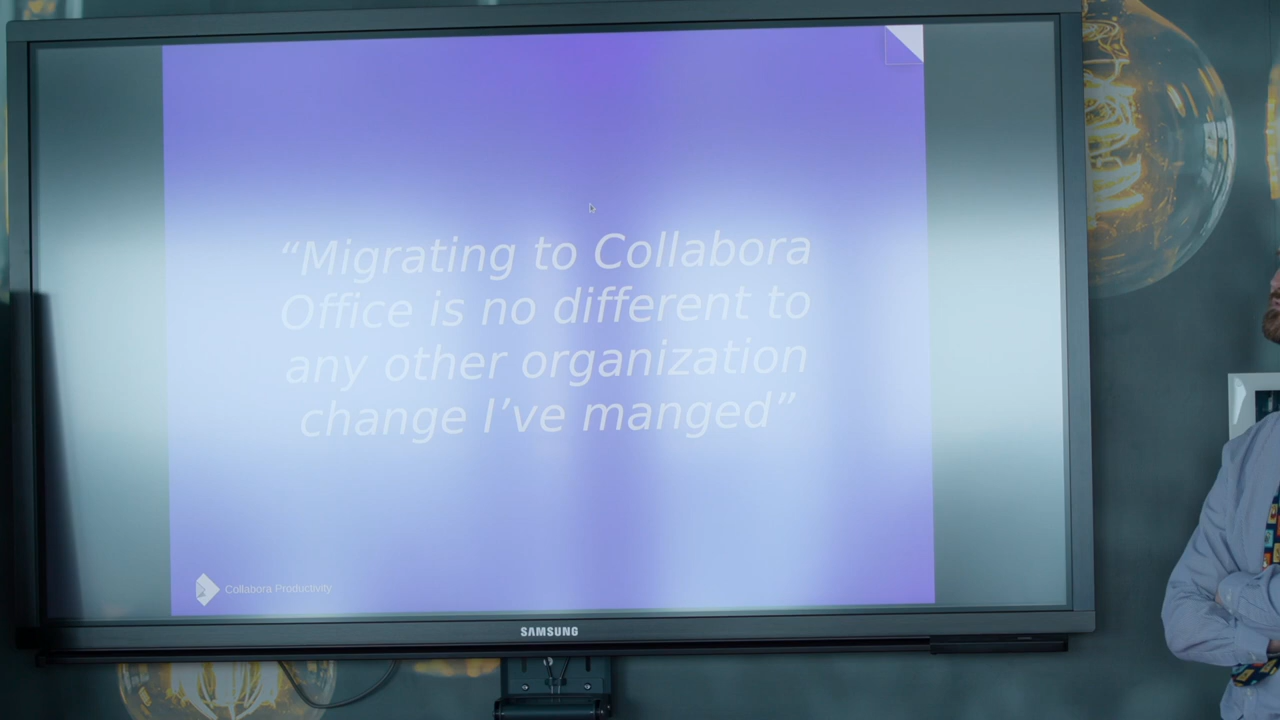 “Migrating to Collabora
Office is no different to
any other organization
change I’ve manged”
Collabora Productivity
SAMSUNG